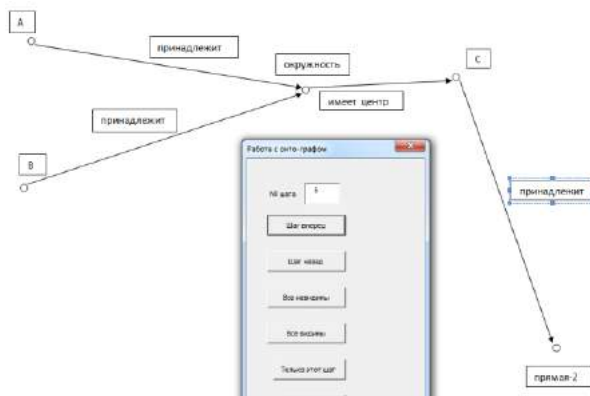 A
принадлежит
окружность
C
имеет центр
принадлежит
B
Работа с онто-графом
№ шага
Шаг вперед
Шаг назад
Все невидимы
Все видимы
Только этот шаг
принадленит
прямая-2